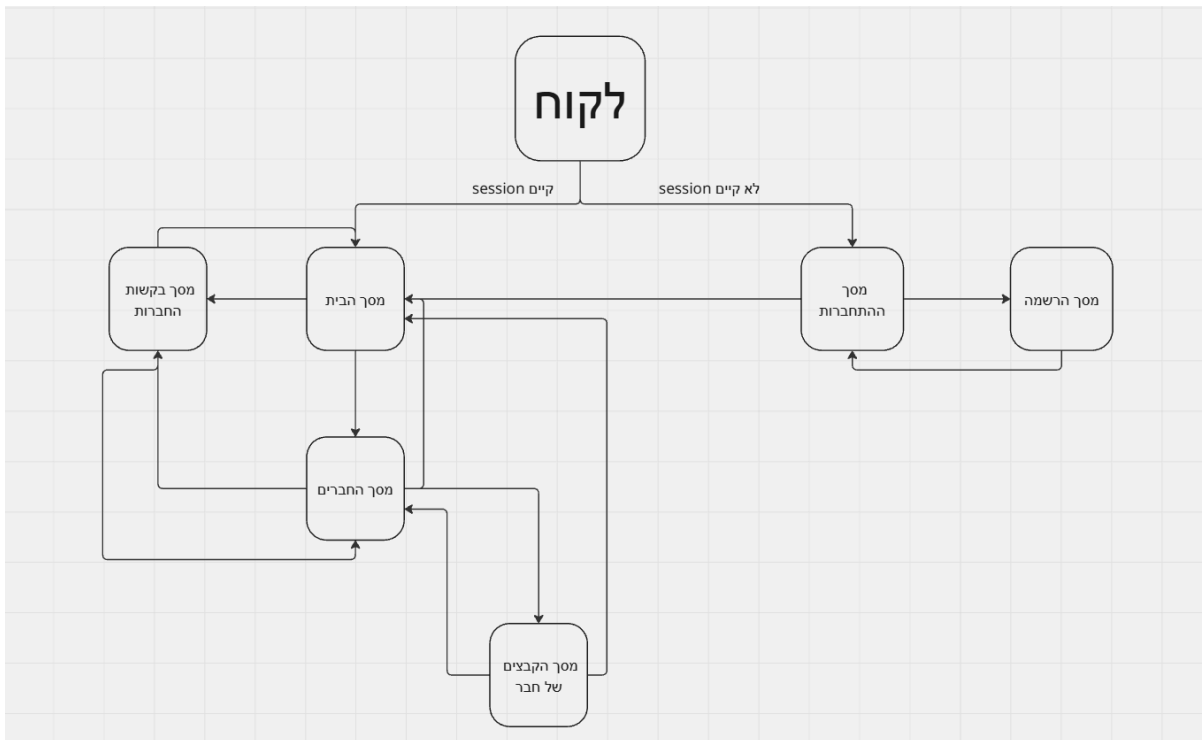 לקוח
קיים session
לא קיים session
מסך בקשות
החברות
מסך הבית
מסך
ההתחברות
מסך הרשמה
מסך החברים
מסך הקבצים
של חבר